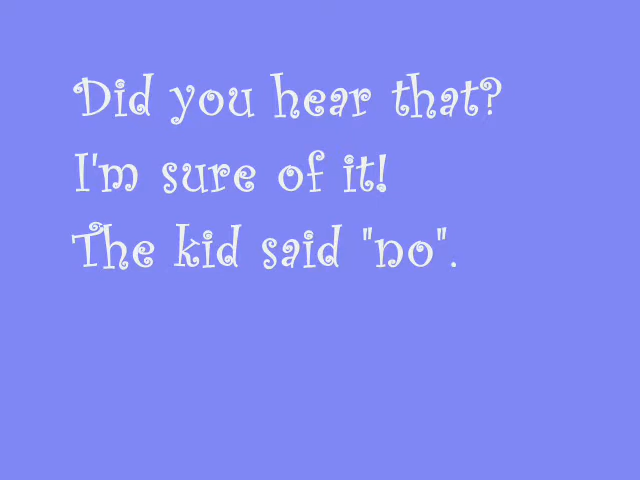 Did you hear that?
I'm sure of it!
The kid said "no".